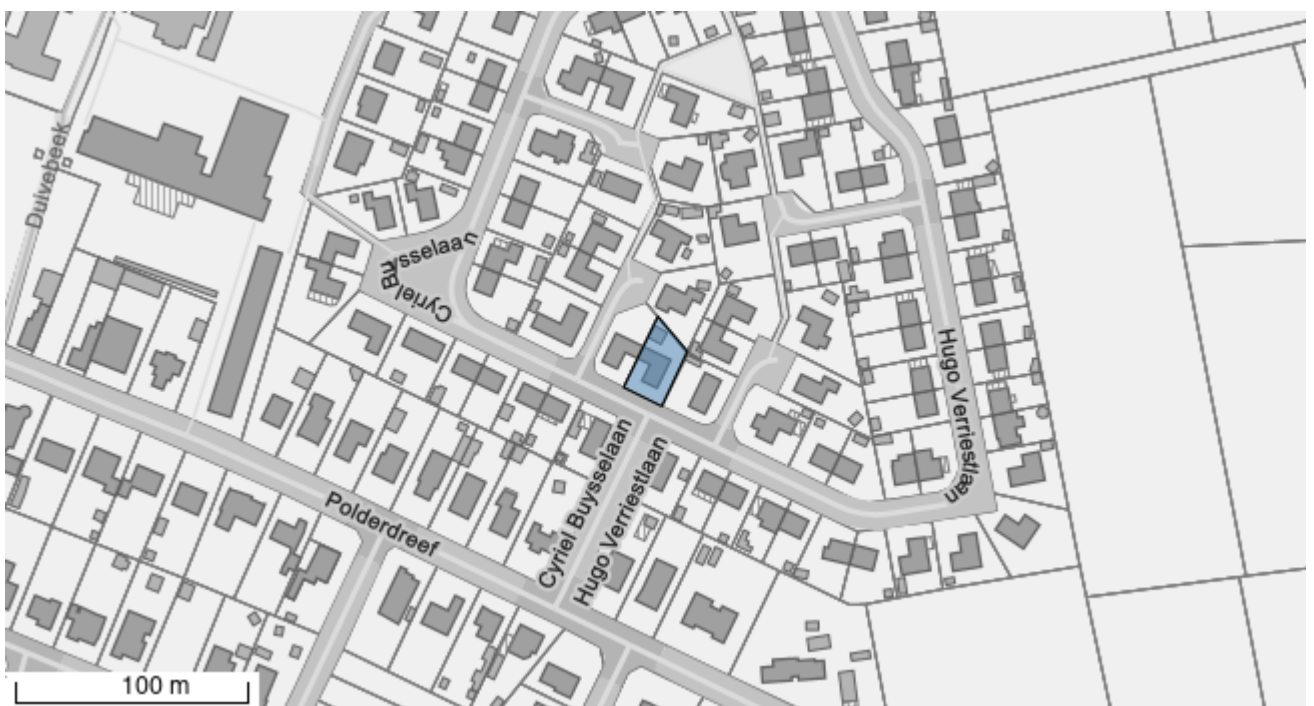 Duivebeek
Cyriel Buysselaan
Hugo Verriestlaan
Cyriel Buysselaan
Hugo Verriestlaan
Polderdreef
100 m